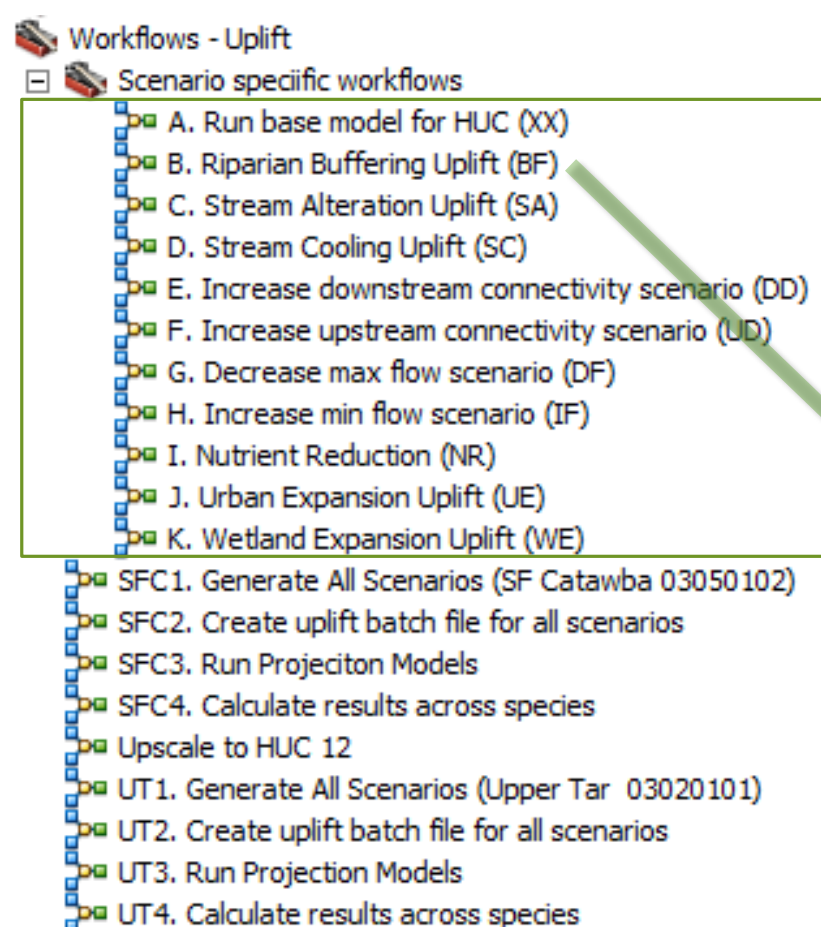 Workflows - Uplift
Scenario speciific workflows
A. Run base model for HUC (XX)
B. Riparian Buffering Uplift (BF)
C. Stream Alteration Uplift (SA)
D. Stream Cooling Uplift (SC)
E. Increase downstream connectivity scenario (DD)
F. Increase upstream connectivity scenario (UD)
G. Decrease max flow scenario (DF)
H. Increase min flow scenario (IF)
I. Nutrient Reduction (NR)
J. Urban Expansion Uplift (UE)
K. Wetland Expansion Uplift (WE)
SFC1. Generate All Scenarios (SF Catawba 03050102)
SFC2. Create uplift batch file for all scenarios
SFC3. Run Projeciton Models
SFC4. Calculate results across species
Upscale to HUC 12
UT1. Generate All Scenarios (Upper Tar  03020101)
UT2. Create uplift batch file for all scenarios
UT3. Run Projection Models
UT4. Calculate results across species